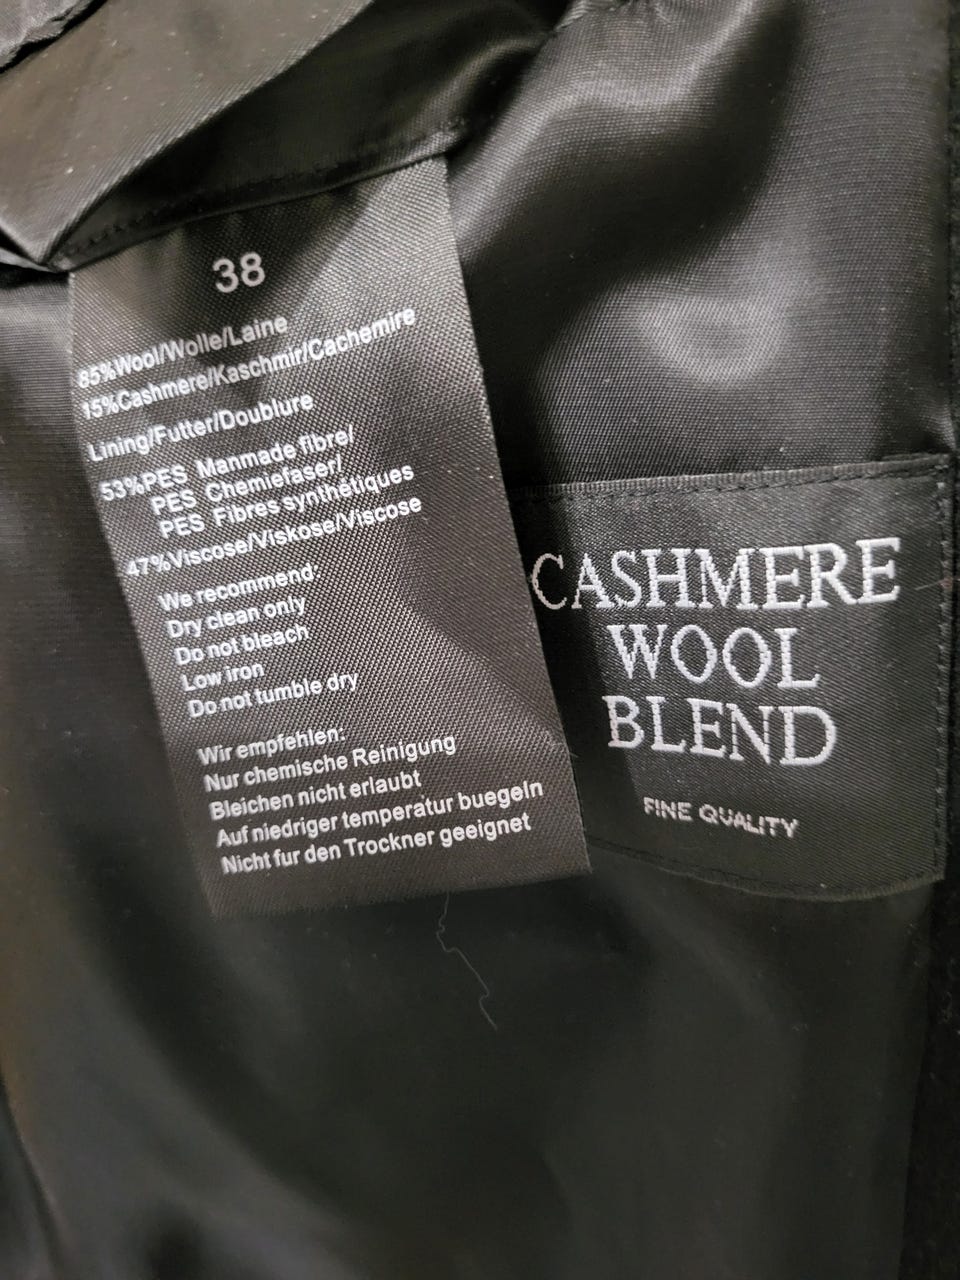 38
85%Wool/Wolle/Laine
15%Cashmere/Kaschmir/Cachemire
Lining/Futter/Doublure
53%PES Manmade fibre/
PES Chemiefaser/
PES Fibres synthétiques
47%Viscose/Viskose/Viscose
We recommend:
Dry clean only
Do not bleach
Low iron
Do not tumble dry
Wir empfehlen:
Nur chemische Reinigung
Bleichen nicht erlaubt
Auf niedriger temperatur buegeln
Nicht fur den Trockner geeignet
CASHMERE
WOOL
BLEND
FINE QUALITY